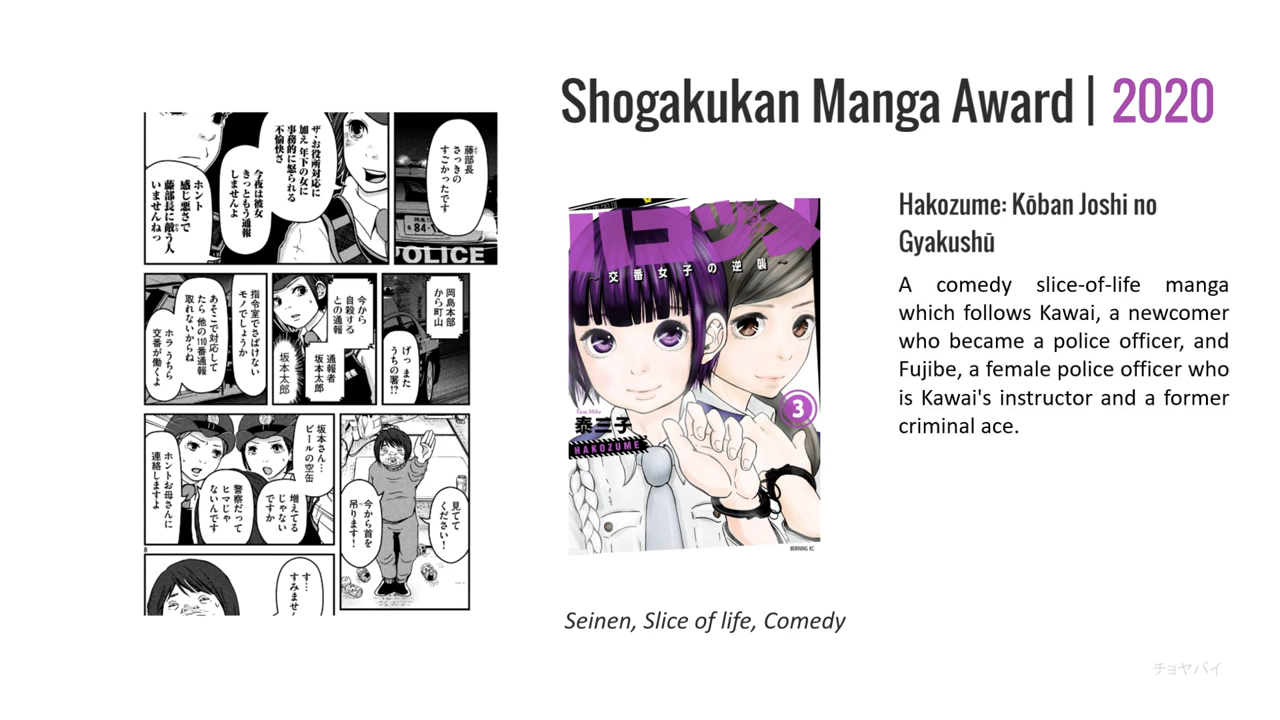 Shogakukan Manga Award | 2020
藤部長
さっきの
すごかったです
ザ・お役所対応に
加え年下の女に
事務的に怒られる
不愉快さ
今夜は彼女
きっともう通報
しませんよ
ホント
感じ悪さで
藤部長に敵う人
いませんねっ
84-
POLICE
岡島本部
から町山
げっ また
うちの署!?
今から
自殺する
との通報
通報者
坂本太郎
坂本太郎
指令室でさばけない
モノでしょうか
あそこで対応して
たら 他の110番通報
取れないからね
ホラ うちら
交番が働くよ
見てて
ください!
今から首を
吊ります!
坂本さん…
ビールの空缶
増えてる
じゃない
ですか
警察だって
ヒマじゃ
ないんです
ホントお母さんに
連絡しますよ
8
す…
すみませ
ハコヅメ
~交番女子の逆襲~
3
Yasu Miko
泰三子
HAKOZUME
MORNING KC
Hakozume: Kōban Joshi no
Gyakushū
A comedy slice-of-life manga
which follows Kawai, a newcomer
who became a police officer, and
Fujibe, a female police officer who
is Kawai's instructor and a former
criminal ace.
Seinen, Slice of life, Comedy
チョヤバイ